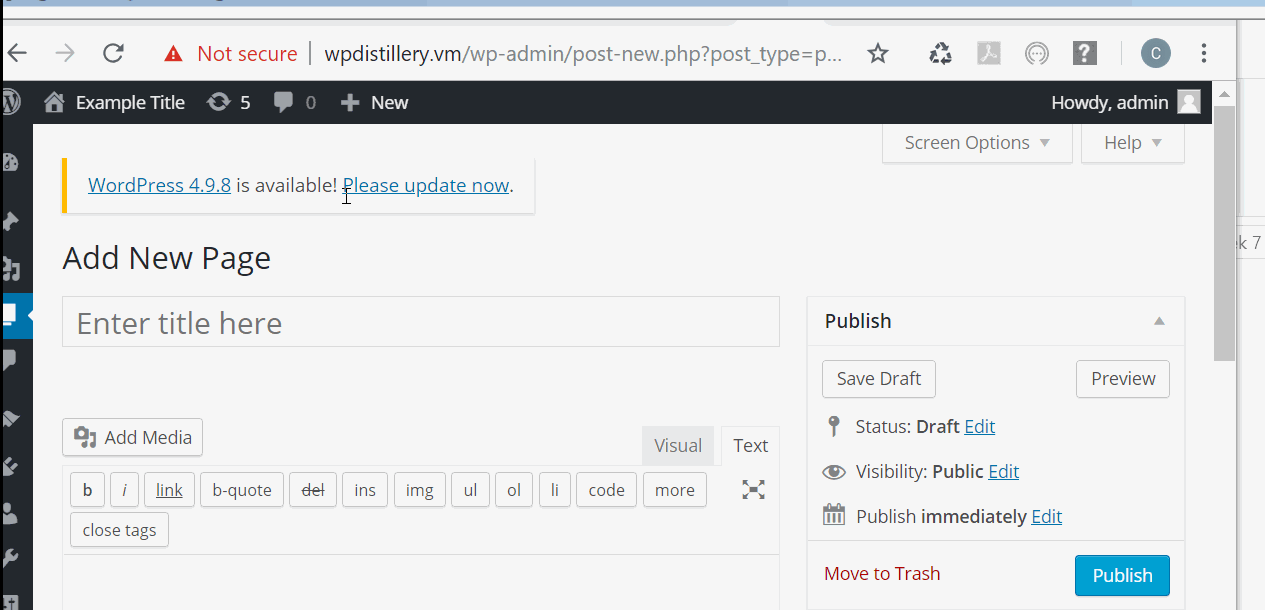 Not secure | wpdistillery.vm/wp-admin/post-new.php?post_type=p...
C
?
Example Title 5 0 New Howdy, admin
Screen Options Help
WordPress 4.9.8 is available! Please update now.
ek 7
Add New Page
Enter title here
Publish
Save Draft Preview
Status: Draft Edit
Add Media Visual Text
Visibility: Public Edit
b i link b-quote del ins img ul ol li code more
Publish immediately Edit
close tags
Move to Trash Publish